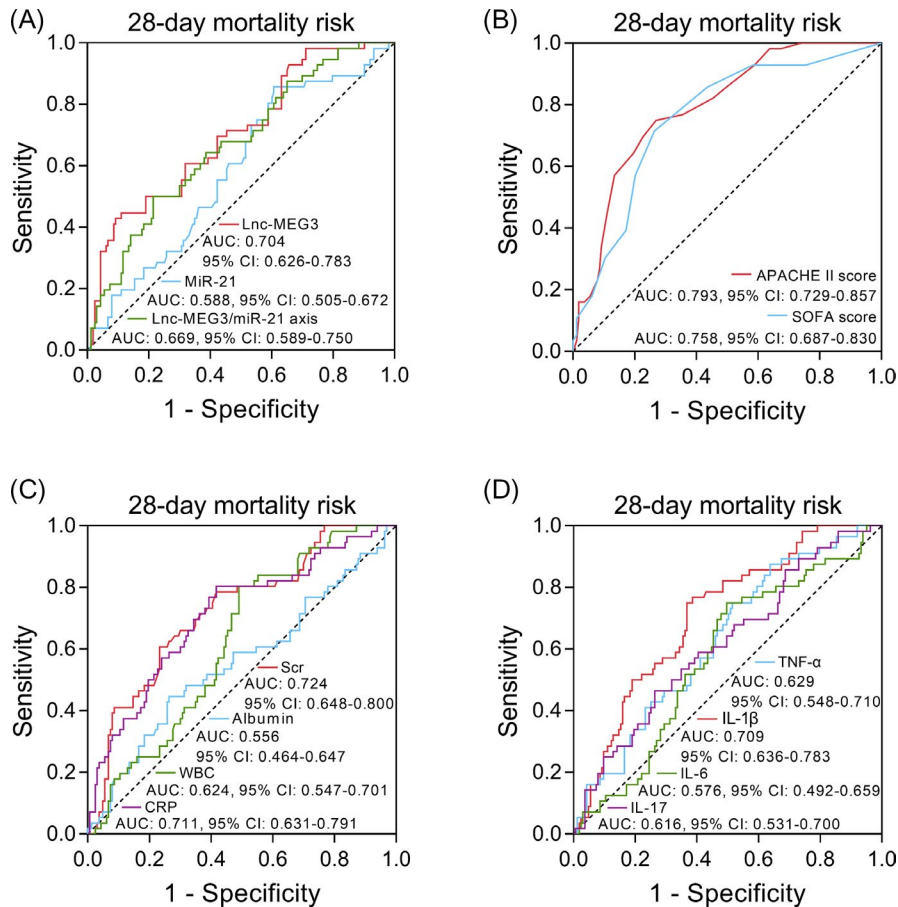 (A)
28-day mortality risk
1.0
0.8
0.6
0.4
0.2
0.0
Sensitivity
Lnc-MEG3
AUC: 0.704
95% CI: 0.626-0.783
MiR-21
AUC: 0.588, 95% CI: 0.505-0.672
Lnc-MEG3/miR-21 axis
AUC: 0.669, 95% CI: 0.589-0.750
0.0 0.2 0.4 0.6 0.8 1.0
1 - Specificity
(B)
28-day mortality risk
1.0
0.8
0.6
0.4
0.2
0.0
Sensitivity
APACHE II score
AUC: 0.793, 95% CI: 0.729-0.857
SOFA score
AUC: 0.758, 95% CI: 0.687-0.830
0.0 0.2 0.4 0.6 0.8 1.0
1 - Specificity
(C)
28-day mortality risk
1.0
0.8
0.6
0.4
0.2
0.0
Sensitivity
Scr
AUC: 0.724
95% CI: 0.648-0.800
Albumin
AUC: 0.556
95% CI: 0.464-0.647
WBC
AUC: 0.624, 95% CI: 0.547-0.701
CRP
AUC: 0.711, 95% CI: 0.631-0.791
0.0 0.2 0.4 0.6 0.8 1.0
1 - Specificity
(D)
28-day mortality risk
1.0
0.8
0.6
0.4
0.2
0.0
Sensitivity
TNF-α
AUC: 0.629
95% CI: 0.548-0.710
IL-1β
AUC: 0.709
95% CI: 0.636-0.783
IL-6
AUC: 0.576, 95% CI: 0.492-0.659
IL-17
AUC: 0.616, 95% CI: 0.531-0.700
0.0 0.2 0.4 0.6 0.8 1.0
1 - Specificity